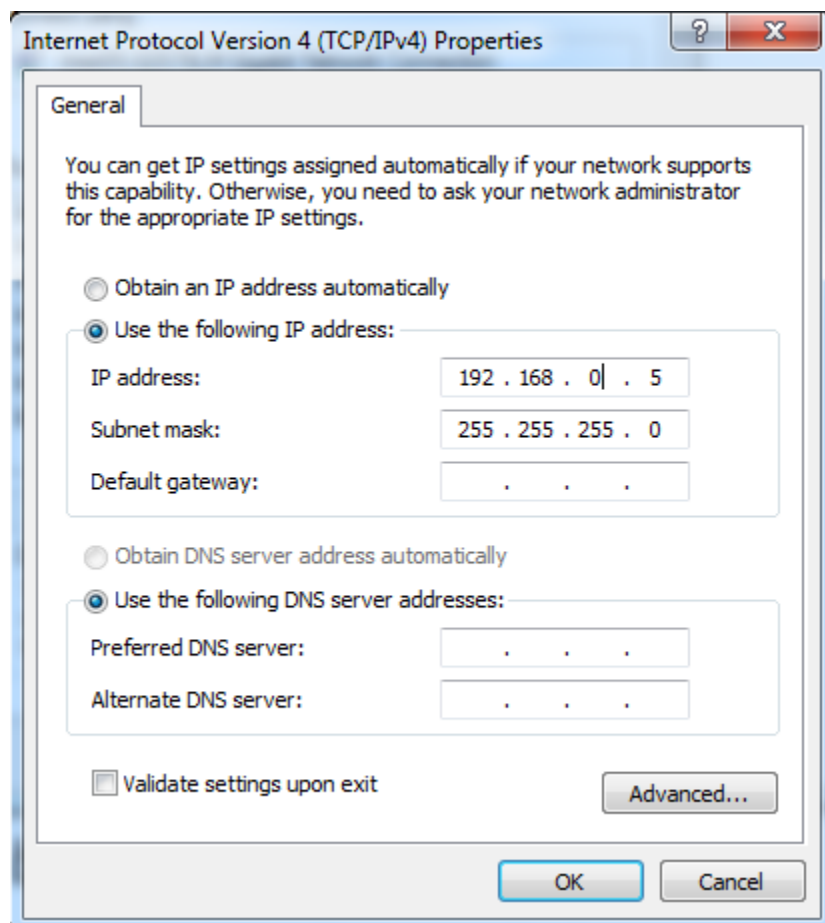 Internet Protocol Version 4 (TCP/IPv4) Properties
General
You can get IP settings assigned automatically if your network supports
this capability. Otherwise, you need to ask your network administrator
for the appropriate IP settings.
Obtain an IP address automatically
Use the following IP address:
IP address: 192 . 168 . 0 . 5
Subnet mask: 255 . 255 . 255 . 0
Default gateway: . . .
Obtain DNS server address automatically
Use the following DNS server addresses:
Preferred DNS server: . . .
Alternate DNS server: . . .
Validate settings upon exit
Advanced...
OK Cancel